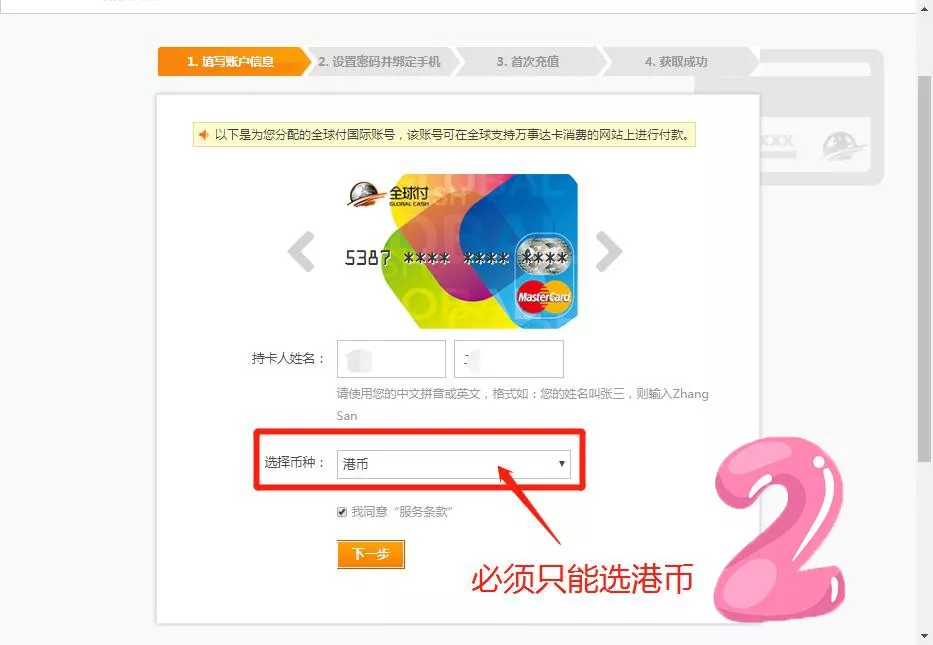 1. 填写账户信息
2. 设置密码并绑定手机
3. 首次充值
4. 获取成功
以下是为您分配的全球付国际账号，该账号可在全球支持万事达卡消费的网站上进行付款。
XXX
全球付
GLOBAL CASH
5387 **** **** ****
MasterCard
持卡人姓名：
请使用您的中文拼音或英文，格式如：您的姓名叫张三，则输入Zhang
San
选择币种：
港币
我同意“服务条款”
下一步
必须只能选港币
2